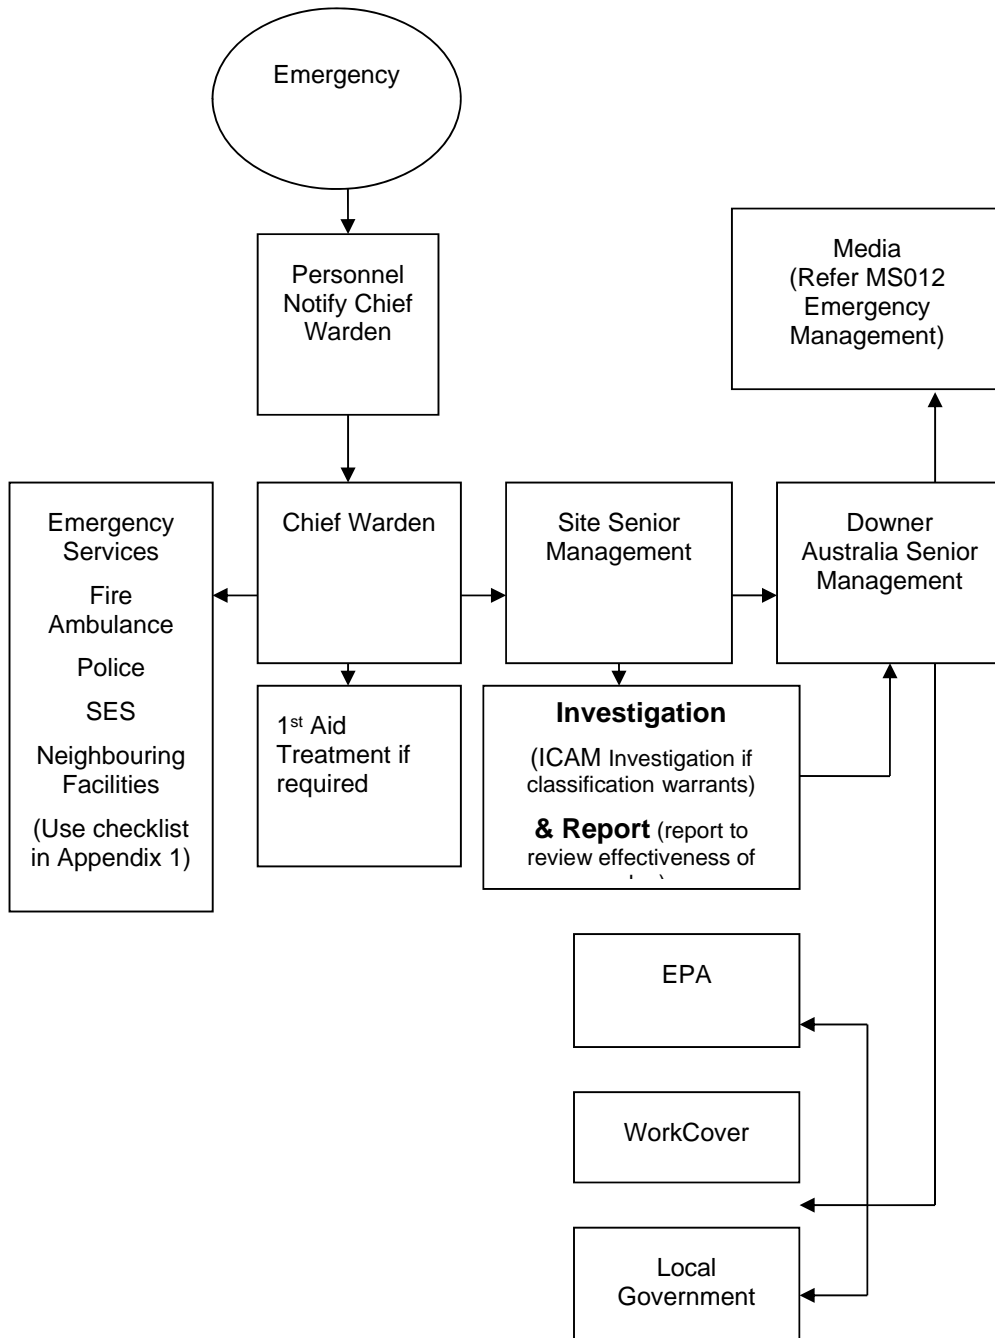 Emergency
Personnel
Notify Chief
Warden
Media
(Refer MS012
Emergency
Management)
Emergency
Services
Fire
Ambulance
Police
SES
Neighbouring
Facilities
(Use checklist
in Appendix 1)
Chief Warden
Site Senior
Management
Downer
Australia Senior
Management
1st Aid
Treatment if
required
Investigation
(ICAM Investigation if
classification warrants)
& Report (report to
review effectiveness of
EPA
WorkCover
Local
Government